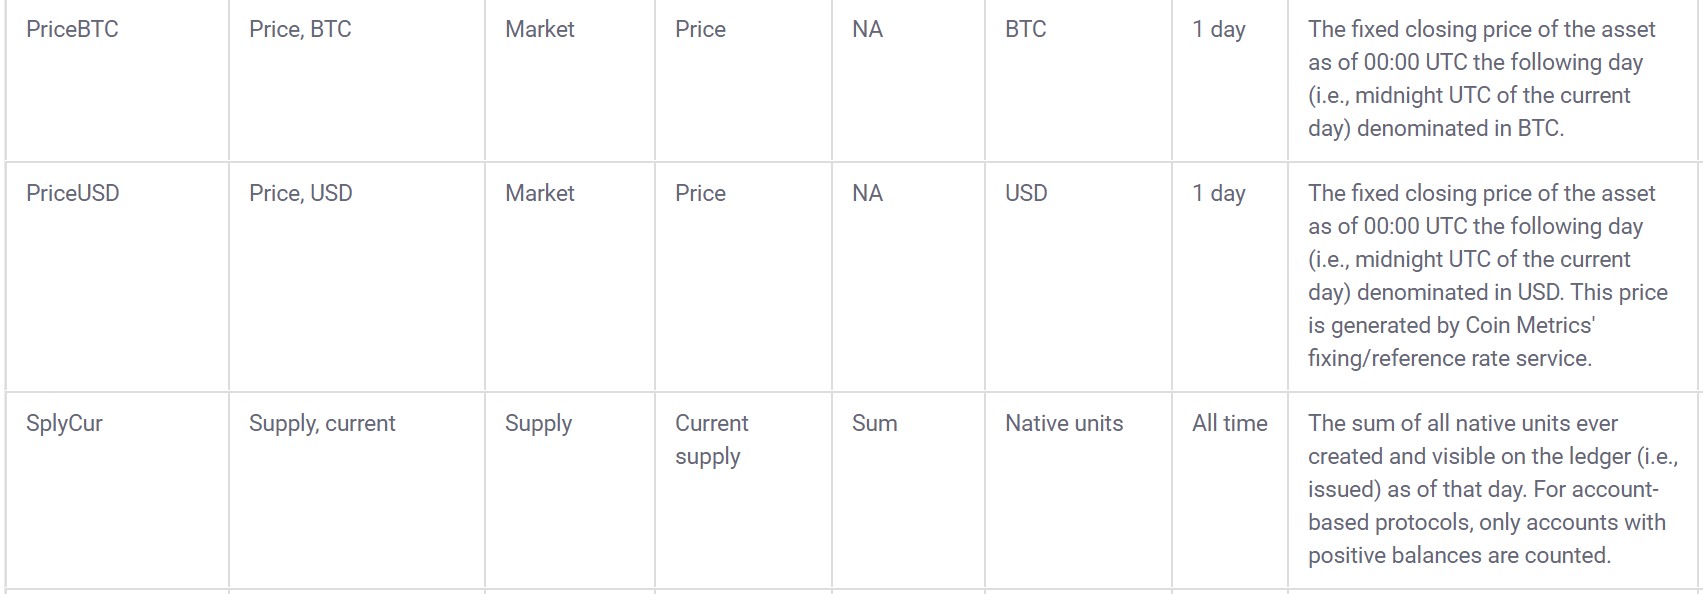 PriceBTC
Price, BTC
Market
Price
NA
BTC
1 day
The fixed closing price of the asset
as of 00:00 UTC the following day
(i.e., midnight UTC of the current
day) denominated in BTC.
PriceUSD
Price, USD
Market
Price
NA
USD
1 day
The fixed closing price of the asset
as of 00:00 UTC the following day
(i.e., midnight UTC of the current
day) denominated in USD. This price
is generated by Coin Metrics'
fixing/reference rate service.
SplyCur
Supply, current
Supply
Current
supply
Sum
Native units
All time
The sum of all native units ever
created and visible on the ledger (i.e.,
issued) as of that day. For account-
based protocols, only accounts with
positive balances are counted.